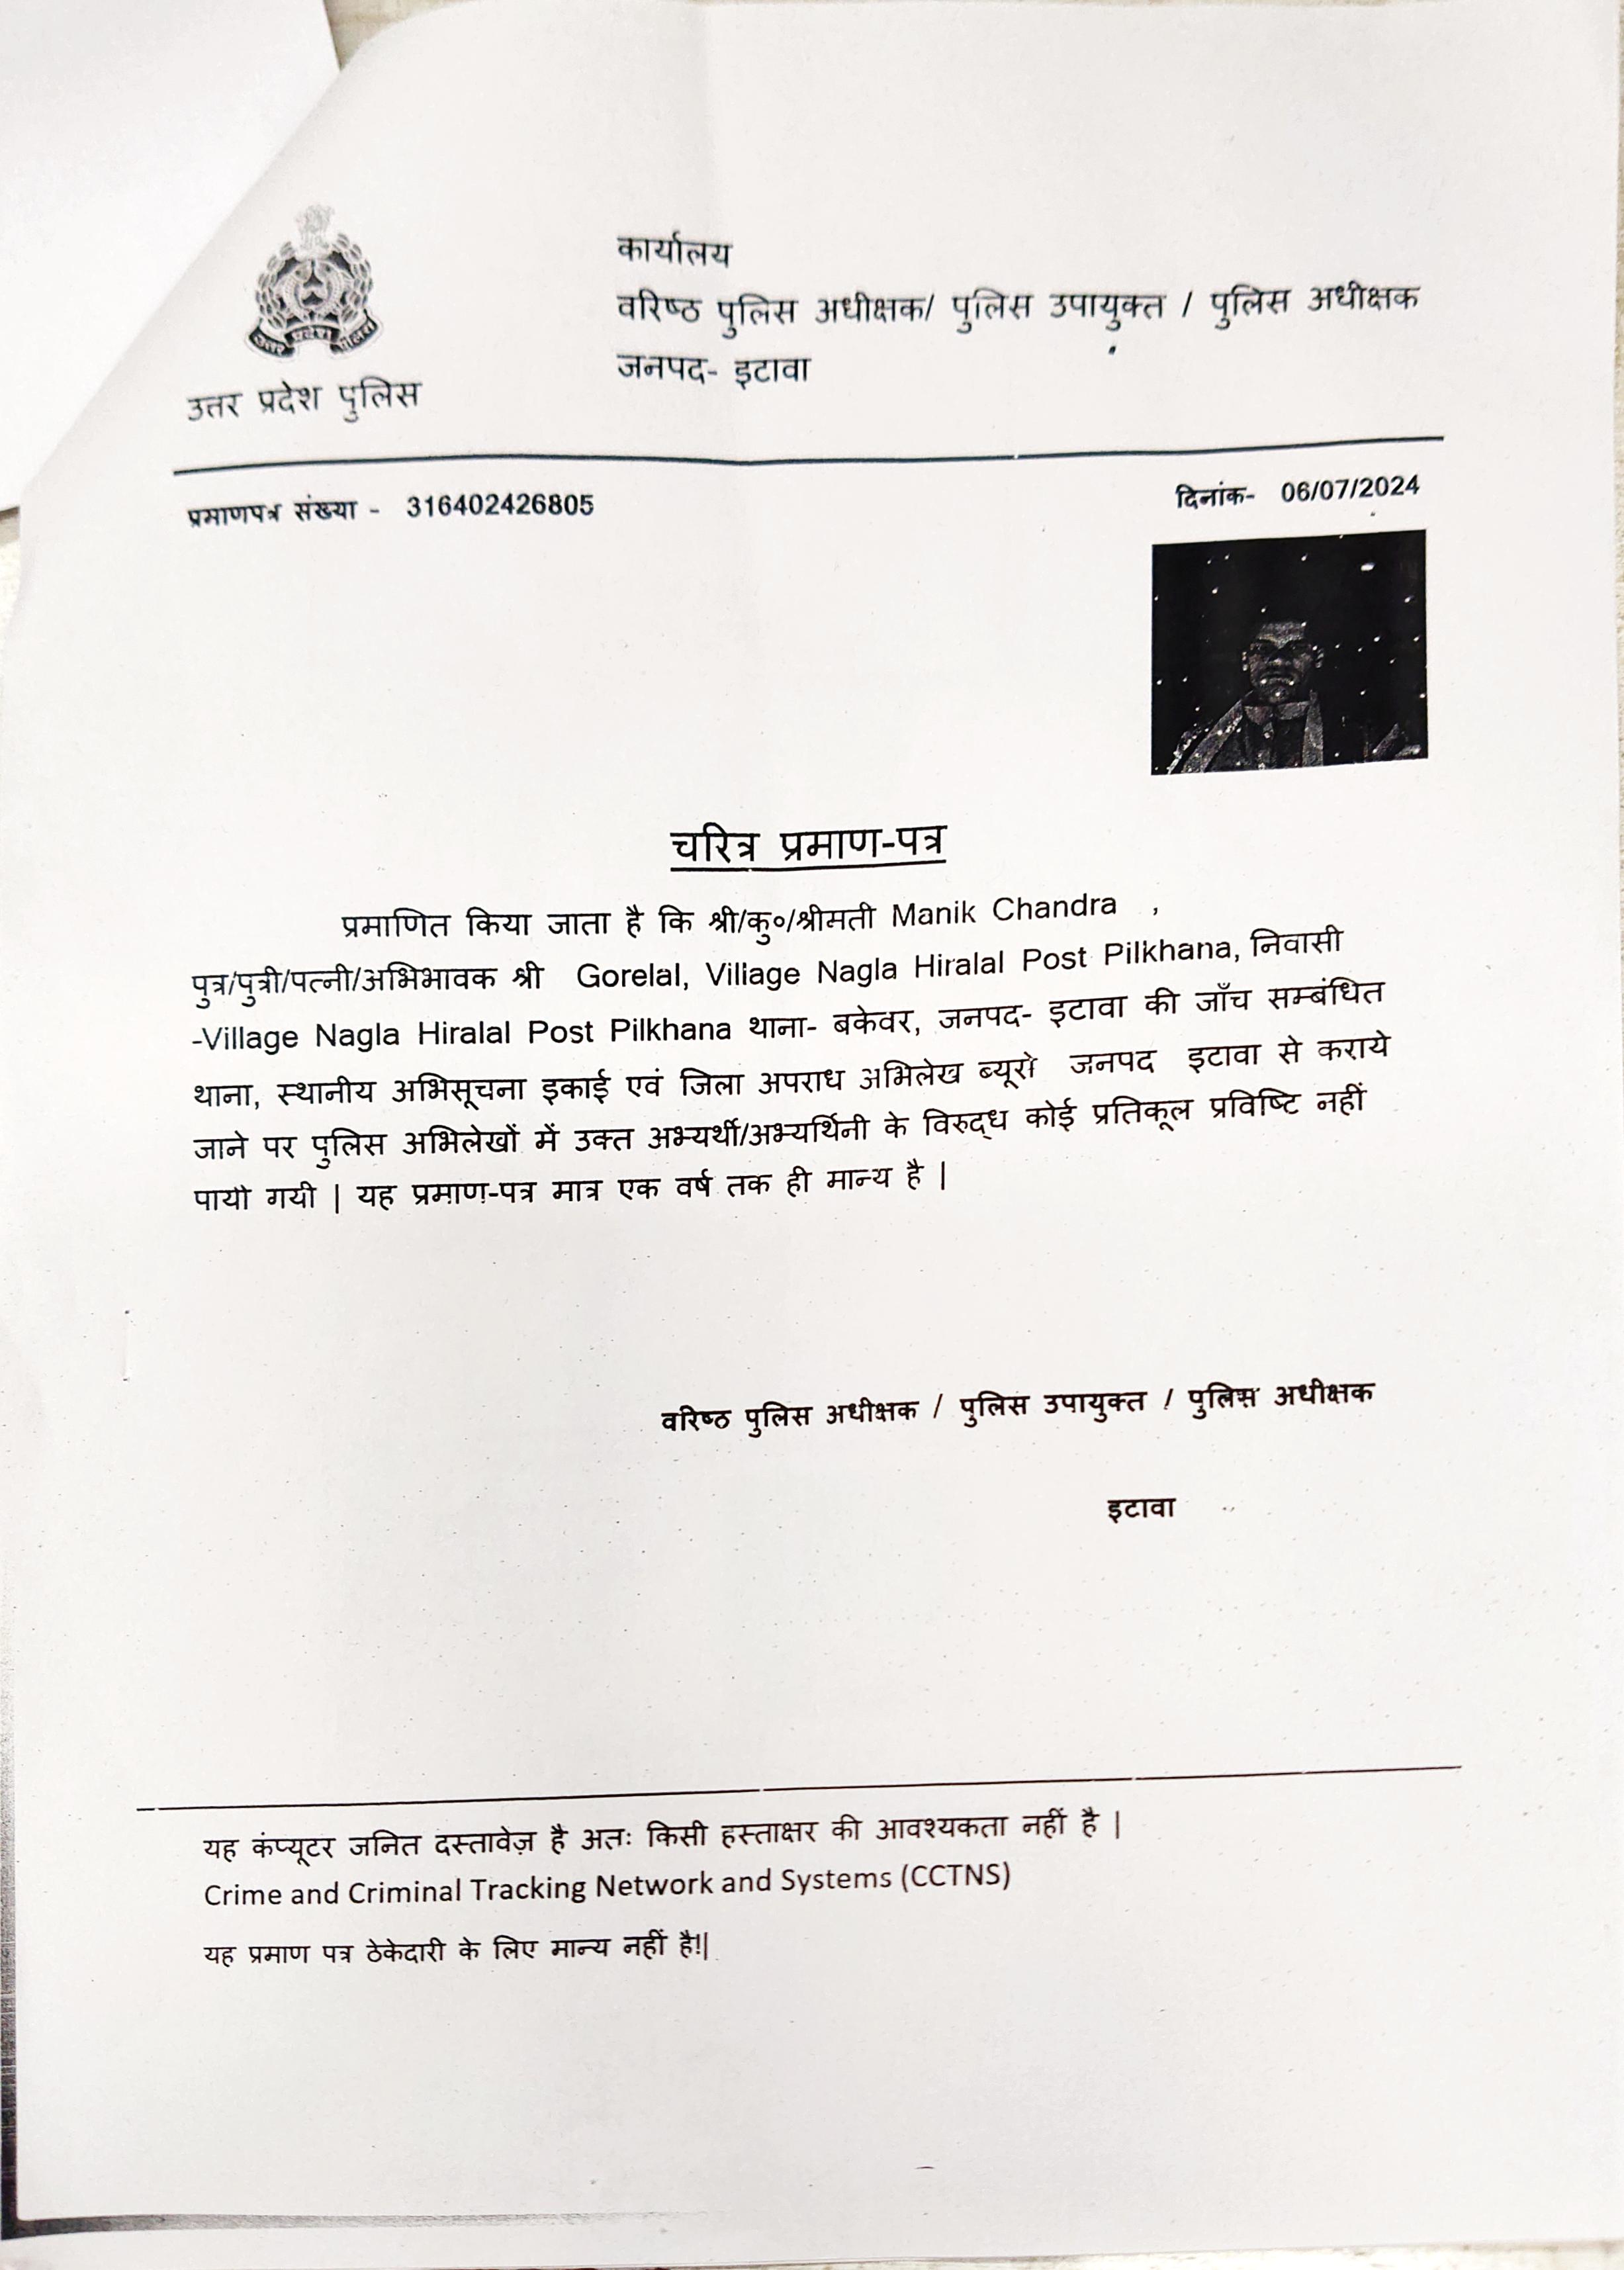 कार्यालय
वरिष्ठ पुलिस अधीक्षक/ पुलिस उपायुक्त / पुलिस अधीक्षक
जनपद- इटावा
उत्तर प्रदेश पुलिस
उत्तर प्रदेश पुलिस
प्रमाणपत्र संख्या - 316402426805
दिनांक- 06/07/2024
चरित्र प्रमाण-पत्र
प्रमाणित किया जाता है कि श्री/कु०/श्रीमती Manik Chandra ,
पुत्र/पुत्री/पत्नी/अभिभावक श्री Gorelal, Village Nagla Hiralal Post Pilkhana, निवासी
-Village Nagla Hiralal Post Pilkhana थाना- बकेवर, जनपद- इटावा की जाँच सम्बंधित
थाना, स्थानीय अभिसूचना इकाई एवं जिला अपराध अभिलेख ब्यूरो जनपद इटावा से कराये
जाने पर पुलिस अभिलेखों में उक्त अभ्यर्थी/अभ्यर्थिनी के विरुद्ध कोई प्रतिकूल प्रविष्टि नहीं
पायी गयी | यह प्रमाण-पत्र मात्र एक वर्ष तक ही मान्य है |
वरिष्ठ पुलिस अधीक्षक / पुलिस उपायुक्त / पुलिस अधीक्षक
इटावा
यह कंप्यूटर जनित दस्तावेज़ है अतः किसी हस्ताक्षर की आवश्यकता नहीं है |
Crime and Criminal Tracking Network and Systems (CCTNS)
यह प्रमाण पत्र ठेकेदारी के लिए मान्य नहीं है!|